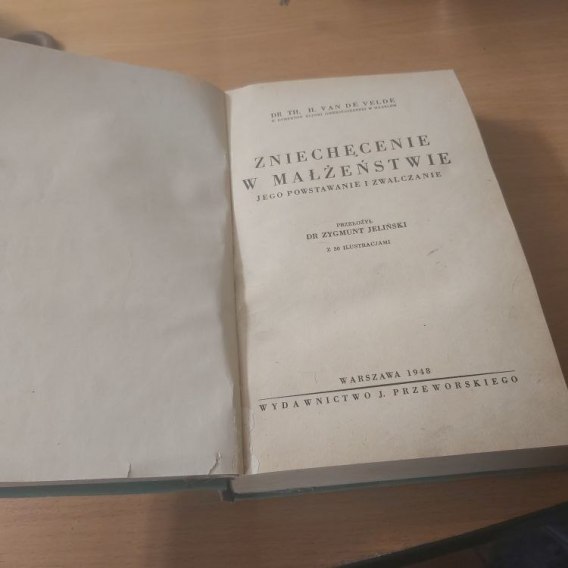 DR TH. H. VAN DE VELDE
ZNIECHĘCENIE
W MAŁŻEŃSTWIE
JEGO POWSTAWANIE I ZWALCZANIE
PRZEŁOŻYŁ
DR ZYGMUNT JELIŃSKI
Z 56 ILUSTRACJAMI
WARSZAWA 1948
WYDAWNICTWO J. PRZEWORSKIEGO